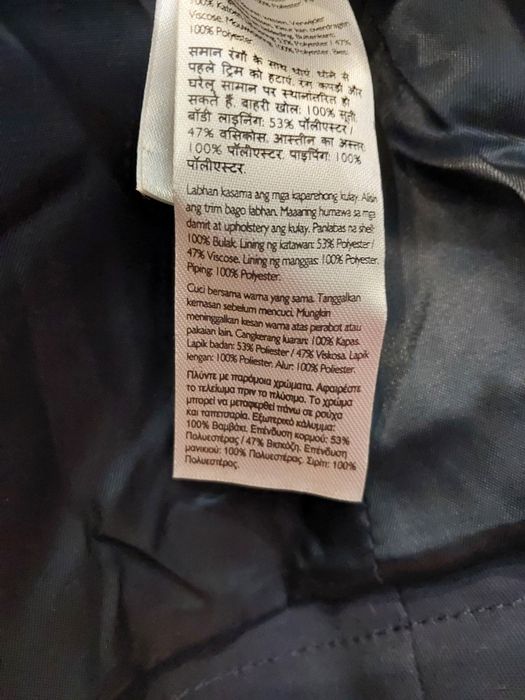 100% Polyester / 47%
समान रंगों के साथ धोएं धोने से
पहले ट्रिम को हटाएं. रंग कपड़ों और
घरेलू सामान पर स्थानांतरित हो
सकते हैं. बाहरी खोल: 100% सूती.
बॉडी लाइनिंग: 53% पॉलीएस्टर /
47% वसिकोस. आस्तीन का अस्तर:
100% पॉलीएस्टर. पाइपिंग: 100%
पॉलीएस्टर.
Labhan kasama ang mga kaparehong kulay. Alisin
ang trim bago labhan. Maaaring humawa sa mga
damit at upholstery ang kulay. Panlabas na shell:
100% Bulak. Lining ng katawan: 53% Polyester /
47% Viscose. Lining ng manggas: 100% Polyester.
Piping: 100% Polyester.
Cuci bersama warna yang sama. Tanggalkan
kemasan sebelum mencuci. Mungkin
meninggalkan kesan warna atas perabot atau
pakaian lain. Cangkerang luaran: 100% Kapas.
Lapik badan: 53% Poliester / 47% Viskosa. Lapik
lengan: 100% Poliester. Alur: 100% Poliester.
Πλύντε με παρόμοια χρώματα. Αφαιρέστε
το τελείωμα πριν το πλύσιμο. Το χρώμα
μπορεί να μεταφερθεί πάνω σε ρούχα
και ταπετσαρία. Εξωτερικό κάλυμμα:
100% Βαμβάκι. Επένδυση κορμού: 53%
Πολυεστέρας / 47% Βισκόζη. Επένδυση
μανικιού: 100% Πολυεστέρας. Σιρίτι: 100%
Πολυεστέρας.